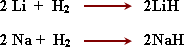 2 Li + H₂ ⟶ 2LiH
2 Na + H₂ ⟶ 2NaH